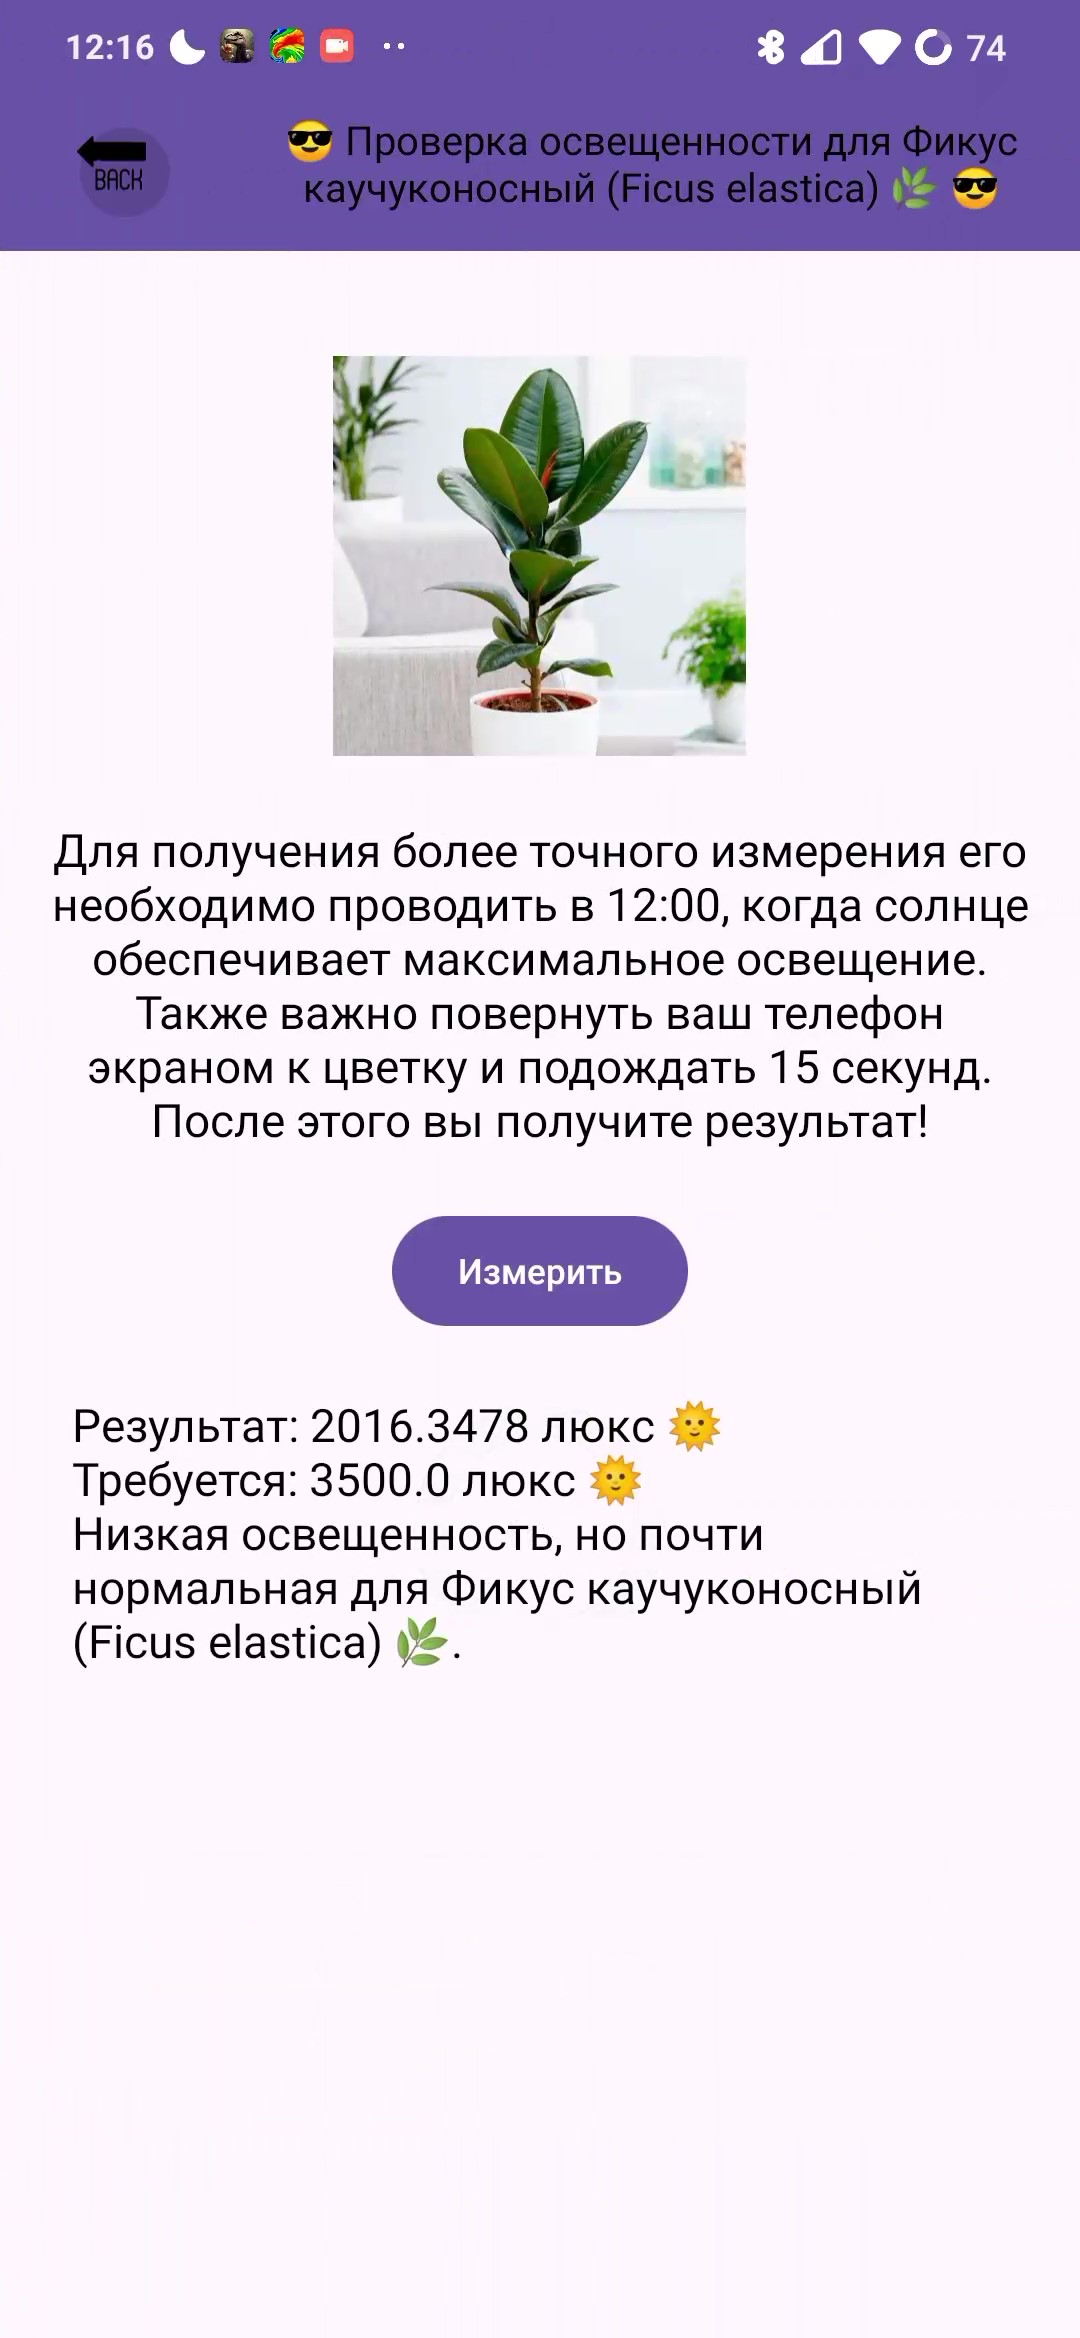 12:16
74
BACK
😎 Проверка освещенности для Фикус
каучуконосный (Ficus elastica) 🌿 😎
Для получения более точного измерения его
необходимо проводить в 12:00, когда солнце
обеспечивает максимальное освещение.
Также важно повернуть ваш телефон
экраном к цветку и подождать 15 секунд.
После этого вы получите результат!
Измерить
Результат: 2016.3478 люкс 🌞
Требуется: 3500.0 люкс 🌞
Низкая освещенность, но почти
нормальная для Фикус каучуконосный
(Ficus elastica) 🌿.